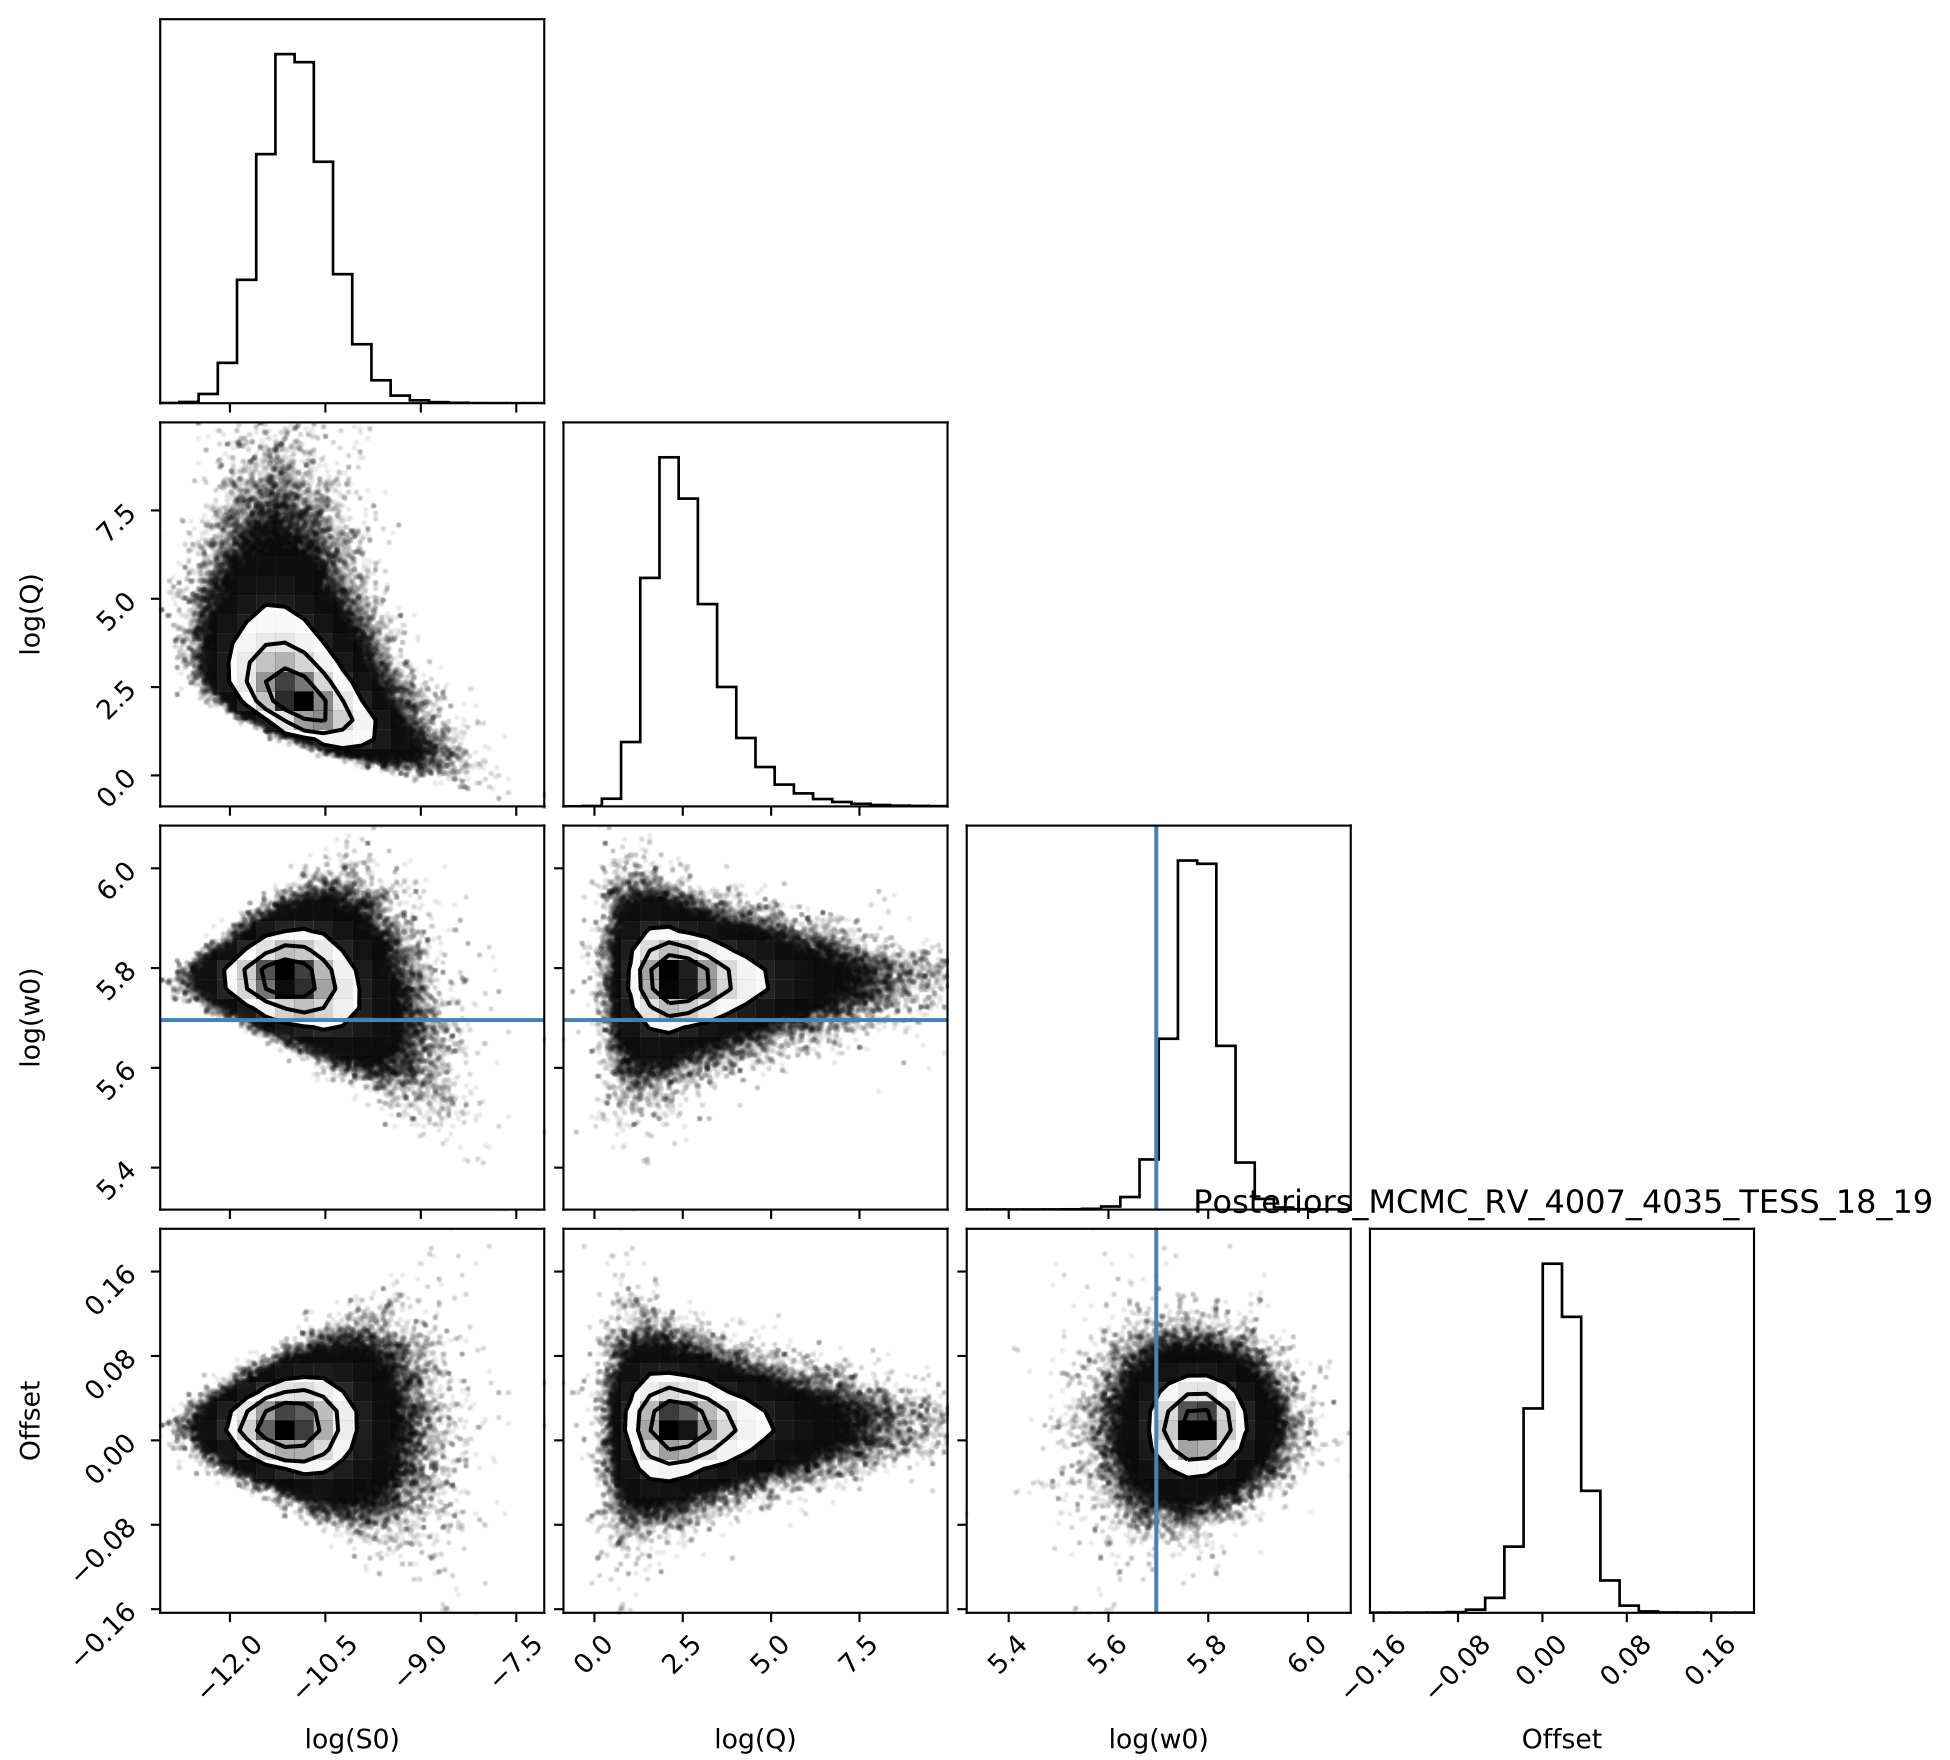 log(Q)
7.5
5.0
2.5
0.0
log(w0)
6.0
5.8
5.6
5.4
Posteriors_MCMC_RV_4007_4035_TESS_18_19
Offset
0.16
0.08
0.00
−0.08
−0.16
−12.0 −10.5 −9.0 −7.5 0.0 2.5 5.0 7.5 5.4 5.6 5.8 6.0 −0.16 −0.08 0.00 0.08 0.16
log(S0) log(Q) log(w0) Offset